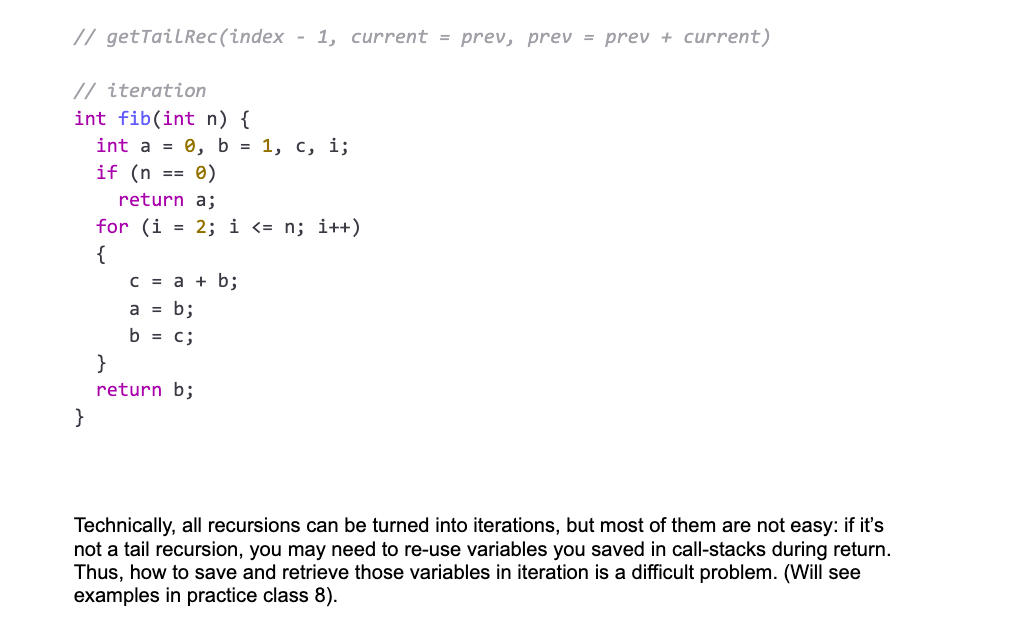 // getTailRec(index - 1, current = prev, prev = prev + current)
// iteration
int fib(int n) {
int a = 0, b = 1, c, i;
if (n == 0)
return a;
for (i = 2; i <= n; i++)
{
c = a + b;
a = b;
b = c;
}
return b;
}
Technically, all recursions can be turned into iterations, but most of them are not easy: if it’s
not a tail recursion, you may need to re-use variables you saved in call-stacks during return.
Thus, how to save and retrieve those variables in iteration is a difficult problem. (Will see
examples in practice class 8).